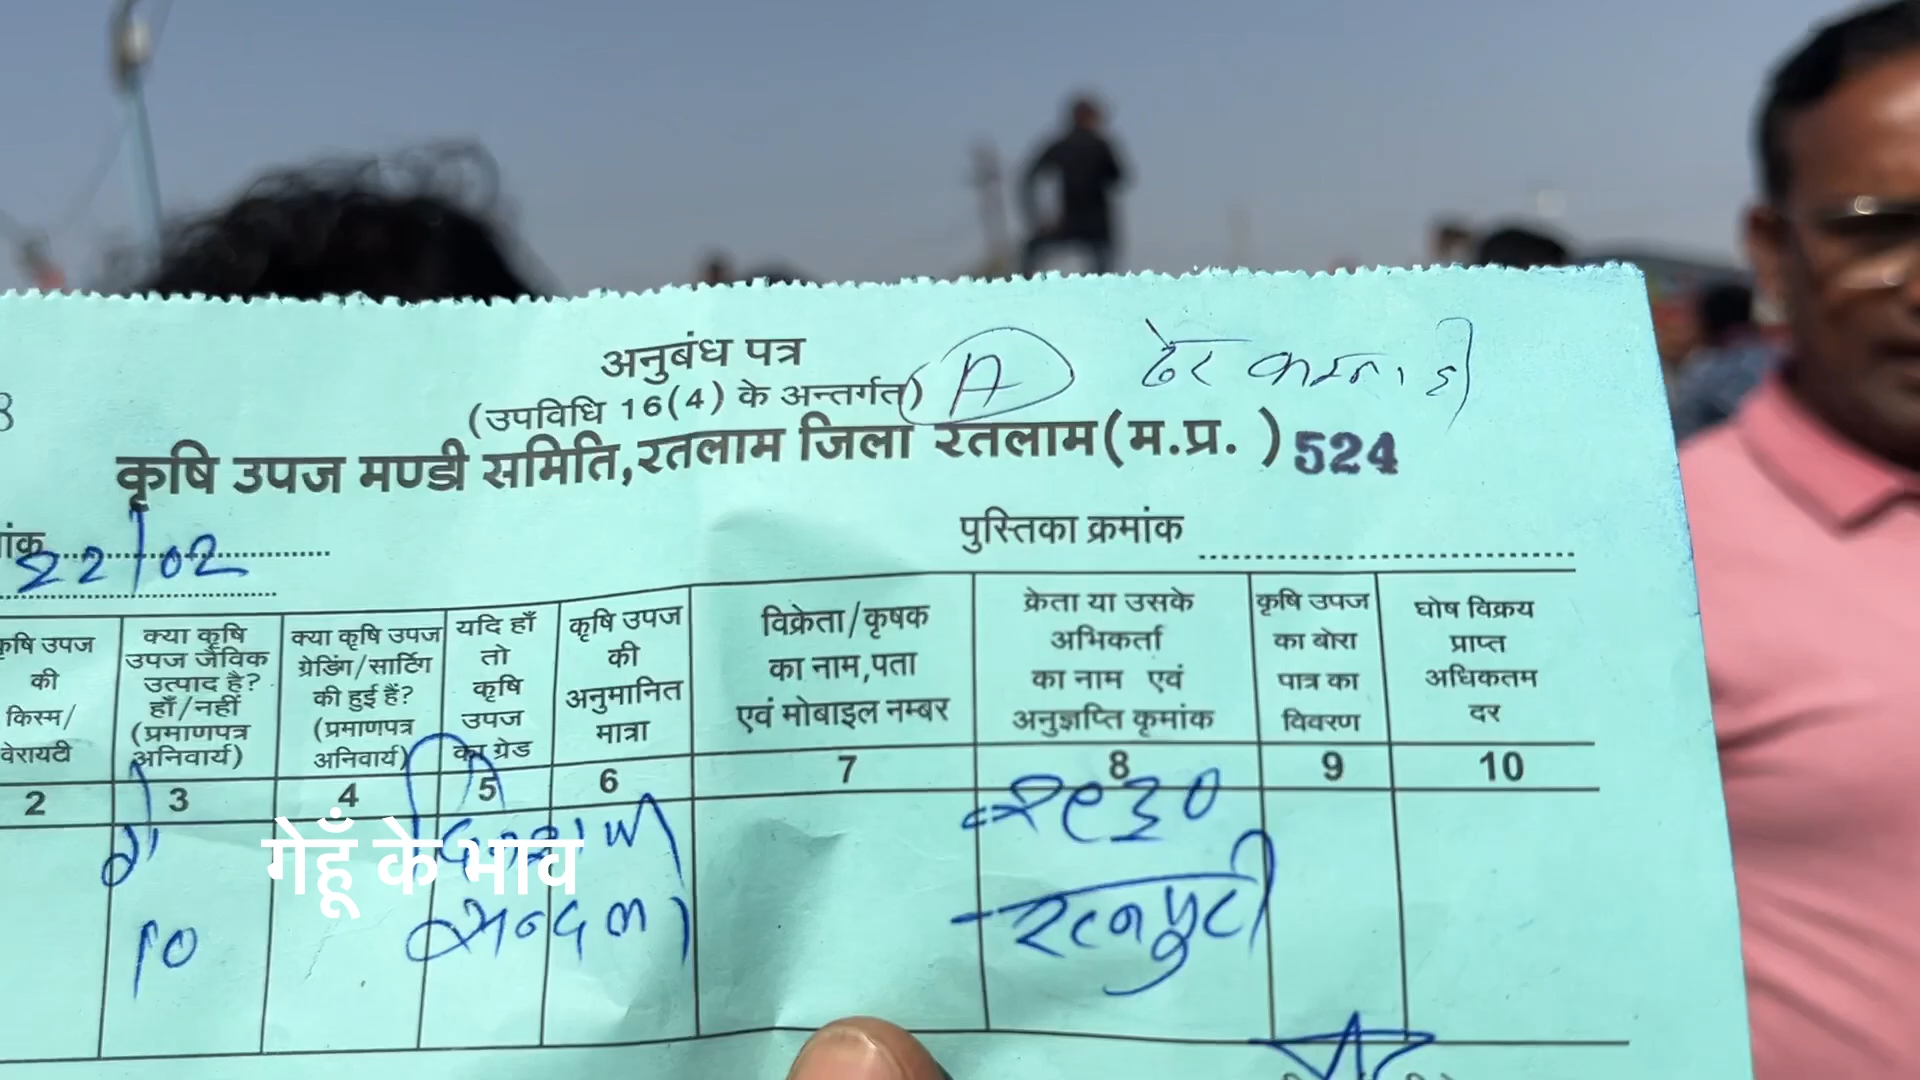 अनुबंध पत्र
(उपविधि 16(4) के अन्तर्गत) A ढेर
कृषि उपज मण्डी समिति,रतलाम जिला रतलाम(म.प्र. ) 524
22/02
पुस्तिका क्रमांक
कृषि उपज की किस्म/ वेरायटी
क्या कृषि उपज जैविक उत्पाद है? हाँ/नहीं (प्रमाणपत्र अनिवार्य)
क्या कृषि उपज ग्रेडिंग/सार्टिग की हुई हैं? (प्रमाणपत्र अनिवार्य)
यदि हाँ तो कृषि उपज का ग्रेड
कृषि उपज की अनुमानित मात्रा
विक्रेता/कृषक का नाम,पता एवं मोबाइल नम्बर
क्रेता या उसके अभिकर्ता का नाम एवं अनुज्ञप्ति कृमांक
कृषि उपज का बोरा पात्र का विवरण
घोष विक्रय प्राप्त अधिकतम दर
2 3 4 5 6 7 8 9 10
२९३०
गेहूँ के भाव
१०